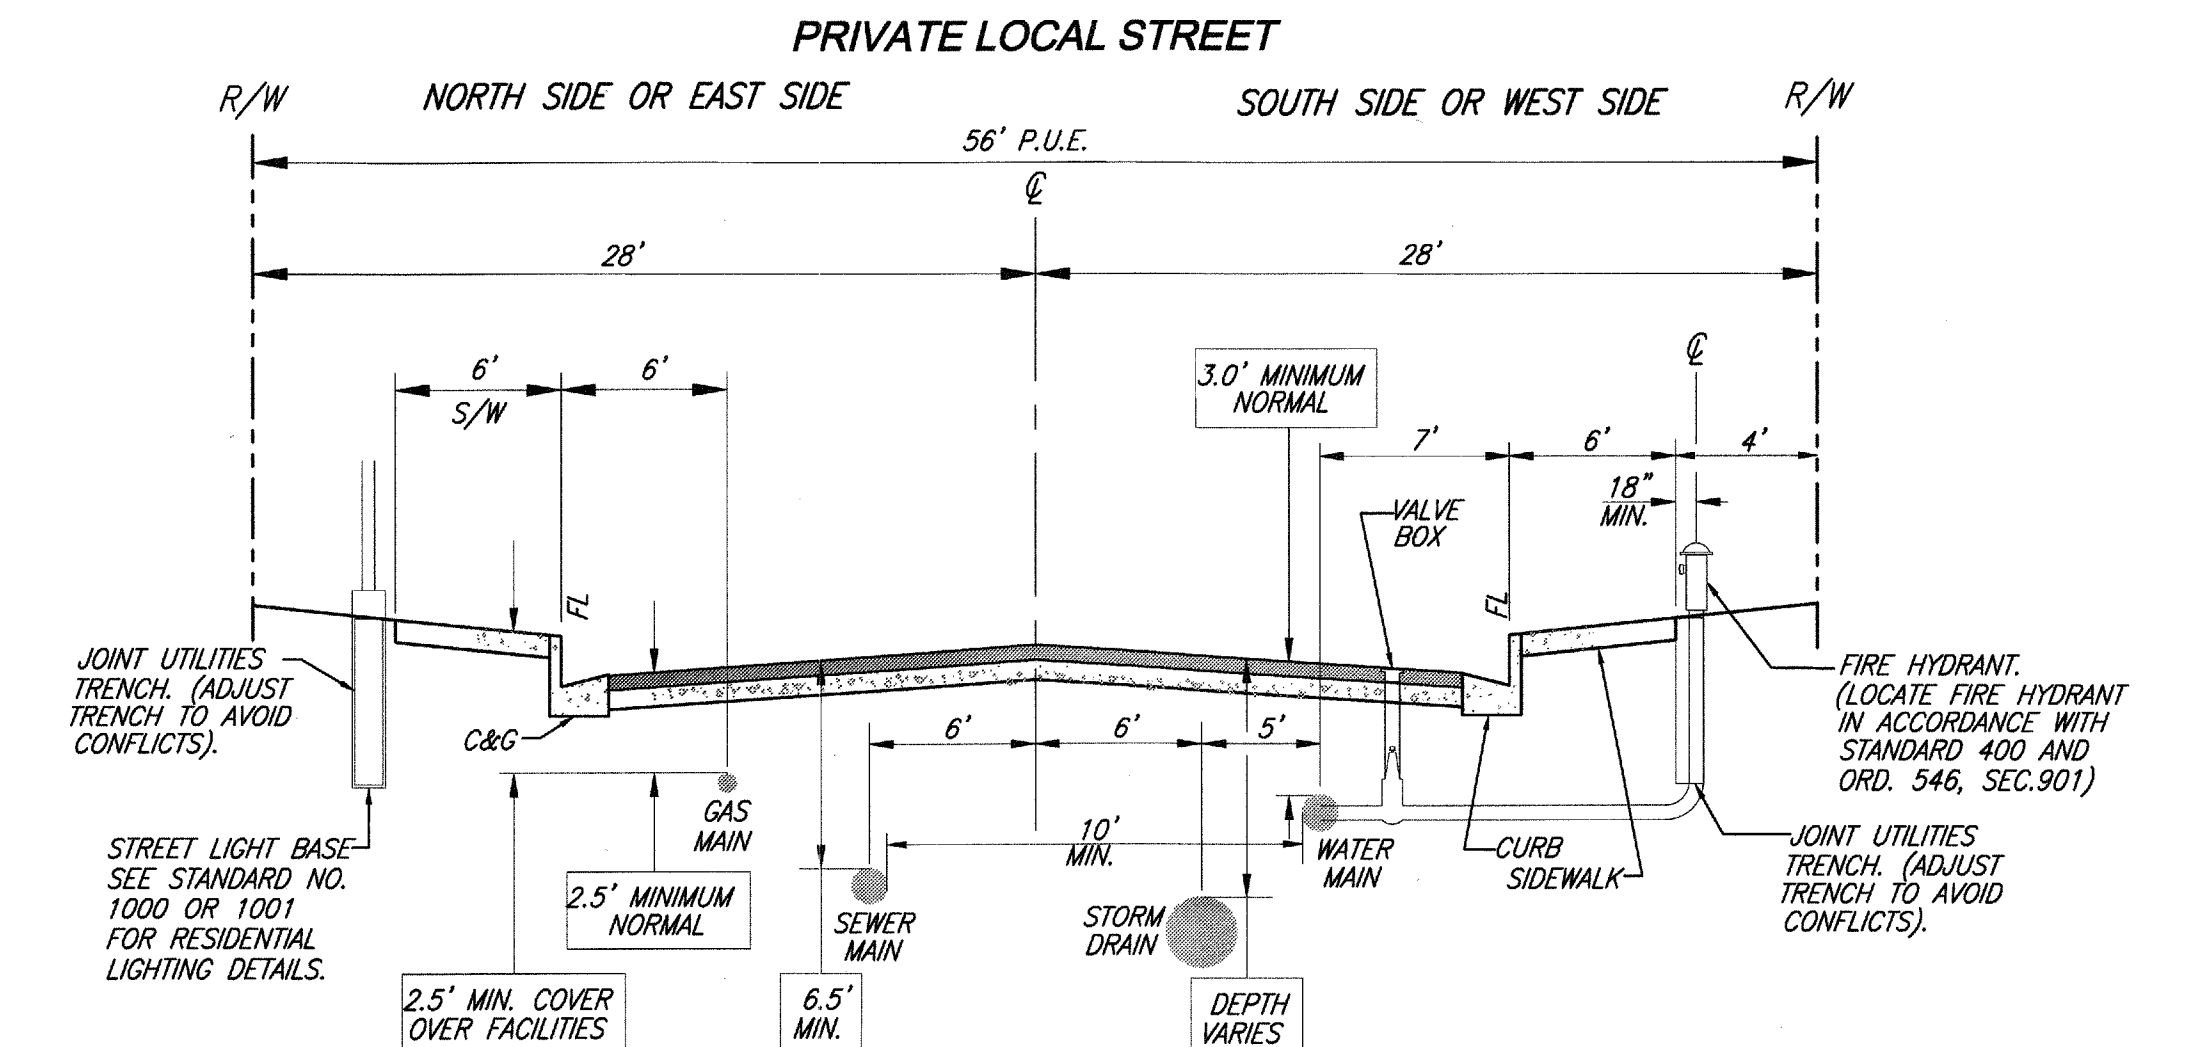 PRIVATE LOCAL STREET
R/W
NORTH SIDE OR EAST SIDE
SOUTH SIDE OR WEST SIDE
R/W
56' P.U.E.
℄
28'
28'
6'
S/W
6'
3.0' MINIMUM
NORMAL
℄
7'
6'
4'
18"
MIN.
VALVE
BOX
FL
FL
JOINT UTILITIES
TRENCH. (ADJUST
TRENCH TO AVOID
CONFLICTS).
C&G
6'
6'
5'
FIRE HYDRANT.
(LOCATE FIRE HYDRANT
IN ACCORDANCE WITH
STANDARD 400 AND
ORD. 546, SEC.901)
GAS
MAIN
10'
MIN.
WATER
MAIN
CURB
SIDEWALK
JOINT UTILITIES
TRENCH. (ADJUST
TRENCH TO AVOID
CONFLICTS).
STREET LIGHT BASE
SEE STANDARD NO.
1000 OR 1001
FOR RESIDENTIAL
LIGHTING DETAILS.
2.5' MINIMUM
NORMAL
SEWER
MAIN
STORM
DRAIN
2.5' MIN. COVER
OVER FACILITIES
6.5'
MIN.
DEPTH
VARIES